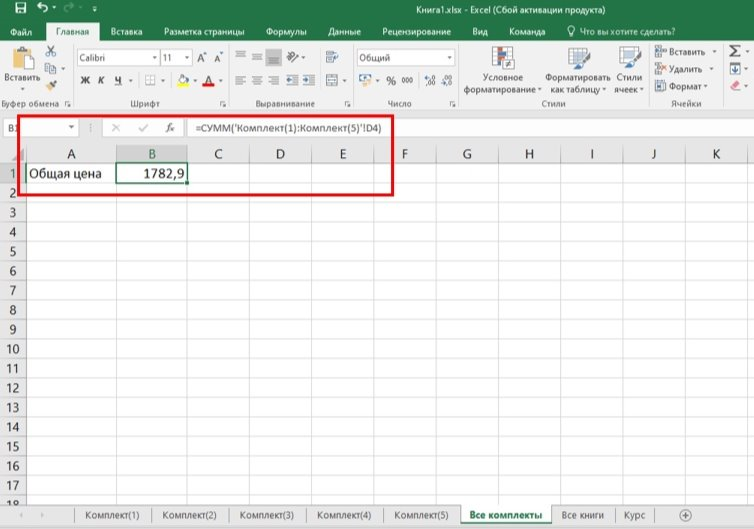 Книга1.xlsx - Excel (Сбой активации продукта)
Файл Главная Вставка Разметка страницы Формулы Данные Рецензирование Вид Команда Что вы хотите сделать?
Calibri 11 Общий Вставить
Вставить Ж К Ч % 000 Условное форматирование Форматировать как таблицу Стили ячеек Удалить
Формат
Буфер обмена Шрифт Выравнивание Число Стили Ячейки
B1 fx =СУММ('Комплект(1):Комплект(5)'!D4)
A B C D E F G H I J K
1 Общая цена 1782,9
2
3
4
5
6
7
8
9
10
11
12
13
14
15
16
17
18
Комплект(1) Комплект(2) Комплект(3) Комплект(4) Комплект(5) Все комплекты Все книги Курс